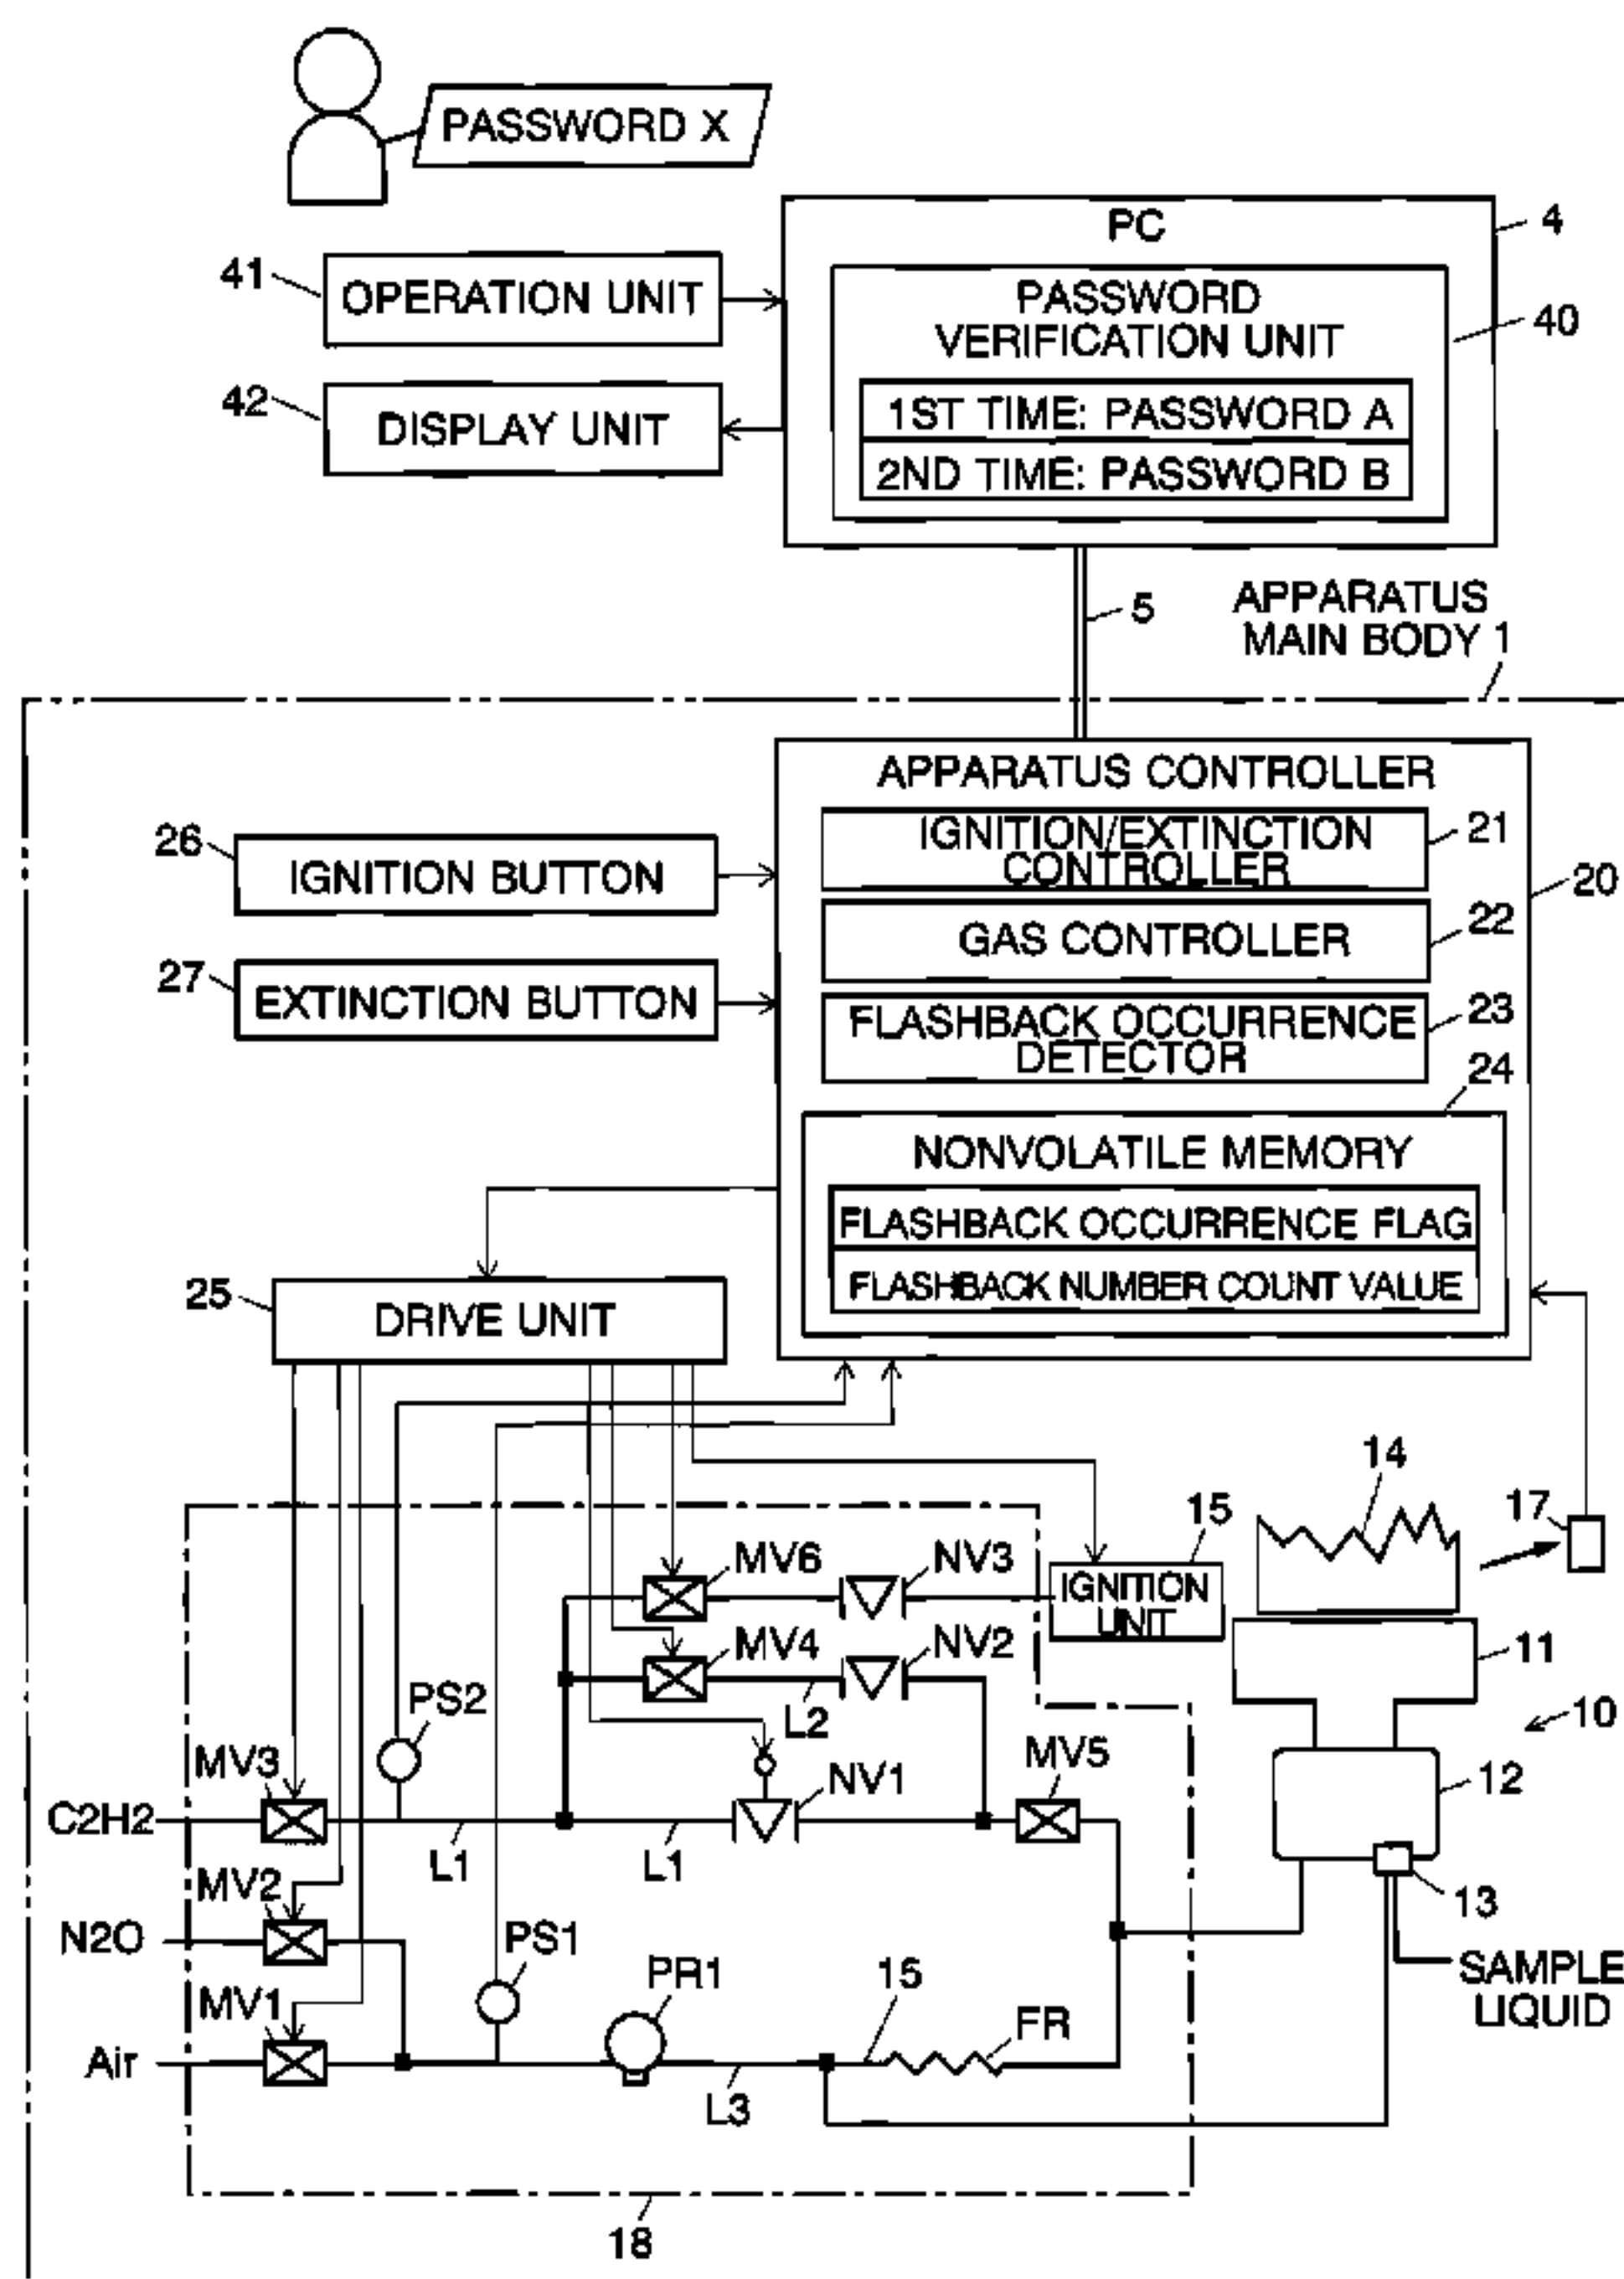 PASSWORD X
PC
4
41
OPERATION UNIT
PASSWORD
VERIFICATION UNIT
40
42
DISPLAY UNIT
1ST TIME: PASSWORD A
2ND TIME: PASSWORD B
5
APPARATUS
MAIN BODY 1
APPARATUS CONTROLLER
26
IGNITION BUTTON
IGNITION/EXTINCTION
CONTROLLER
21
20
GAS CONTROLLER
22
27
EXTINCTION BUTTON
FLASHBACK OCCURRENCE
DETECTOR
23
24
NONVOLATILE MEMORY
FLASHBACK OCCURRENCE FLAG
FLASHBACK NUMBER COUNT VALUE
25
DRIVE UNIT
14
17
15
MV6
NV3
IGNITION
UNIT
MV4
NV2
11
PS2
L2
10
MV3
NV1
MV5
12
C2H2
L1
L1
MV2
13
N2O
PS1
SAMPLE
LIQUID
MV1
PR1
15
FR
Air
L3
18